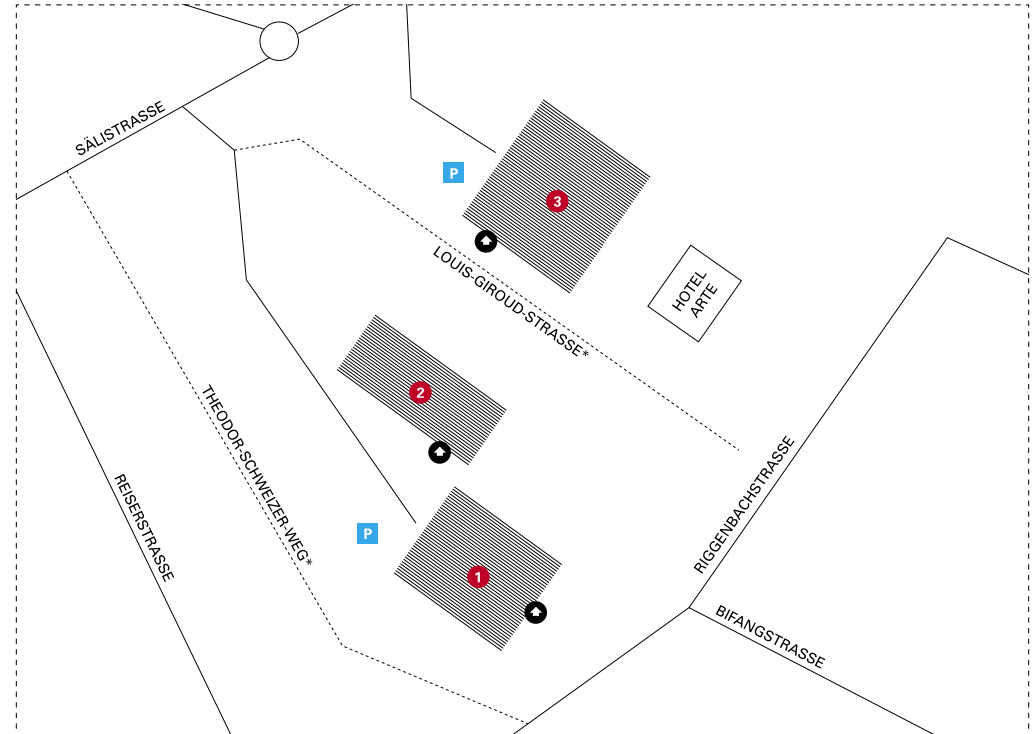 SÄLISTRASSE
P
3
LOUIS-GIROUD-STRASSE*
HOTEL
ARTE
2
THEODOR-SCHWEIZER-WEG*
RIGGENBACHSTRASSE
REISERSTRASSE
P
1
BIFANGSTRASSE